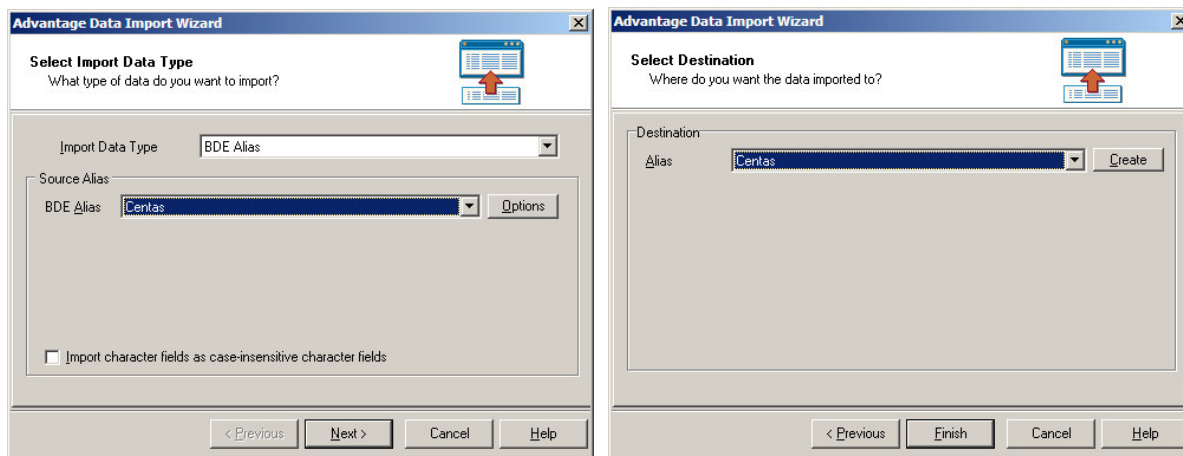 Advantage Data Import Wizard
Select Import Data Type
What type of data do you want to import?
Import Data Type BDE Alias
Source Alias
BDE Alias Centas Options
Import character fields as case-insensitive character fields
< Previous Next > Cancel Help
Advantage Data Import Wizard
Select Destination
Where do you want the data imported to?
Destination
Alias Centas Create
< Previous Finish Cancel Help